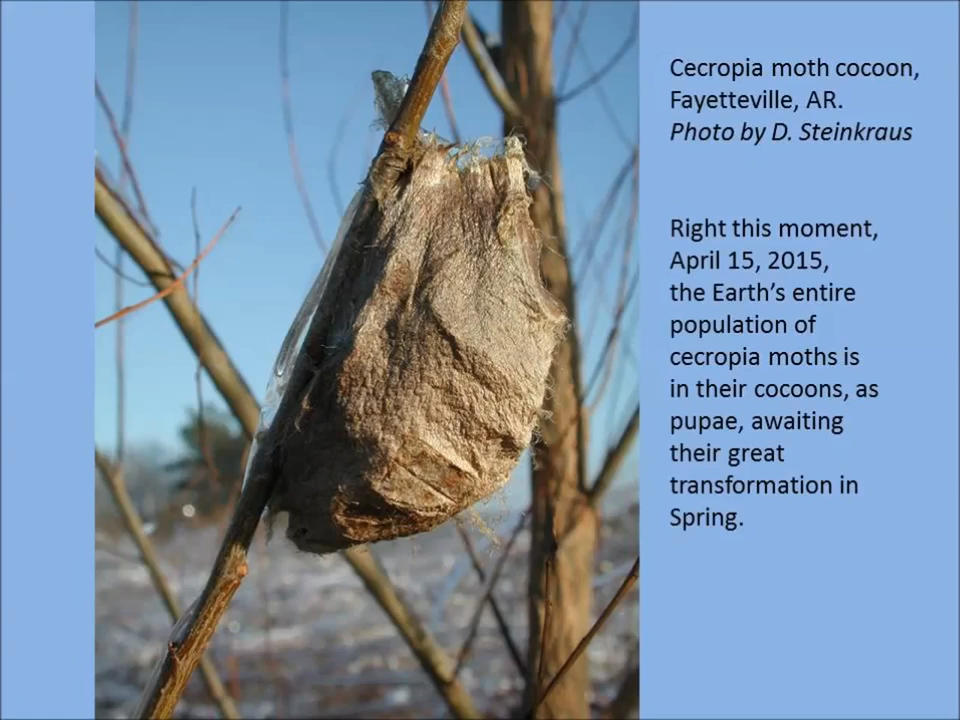 Cecropia moth cocoon,
Fayetteville, AR.
Photo by D. Steinkraus
Right this moment,
April 15, 2015,
the Earth’s entire
population of
cecropia moths is
in their cocoons, as
pupae, awaiting
their great
transformation in
Spring.